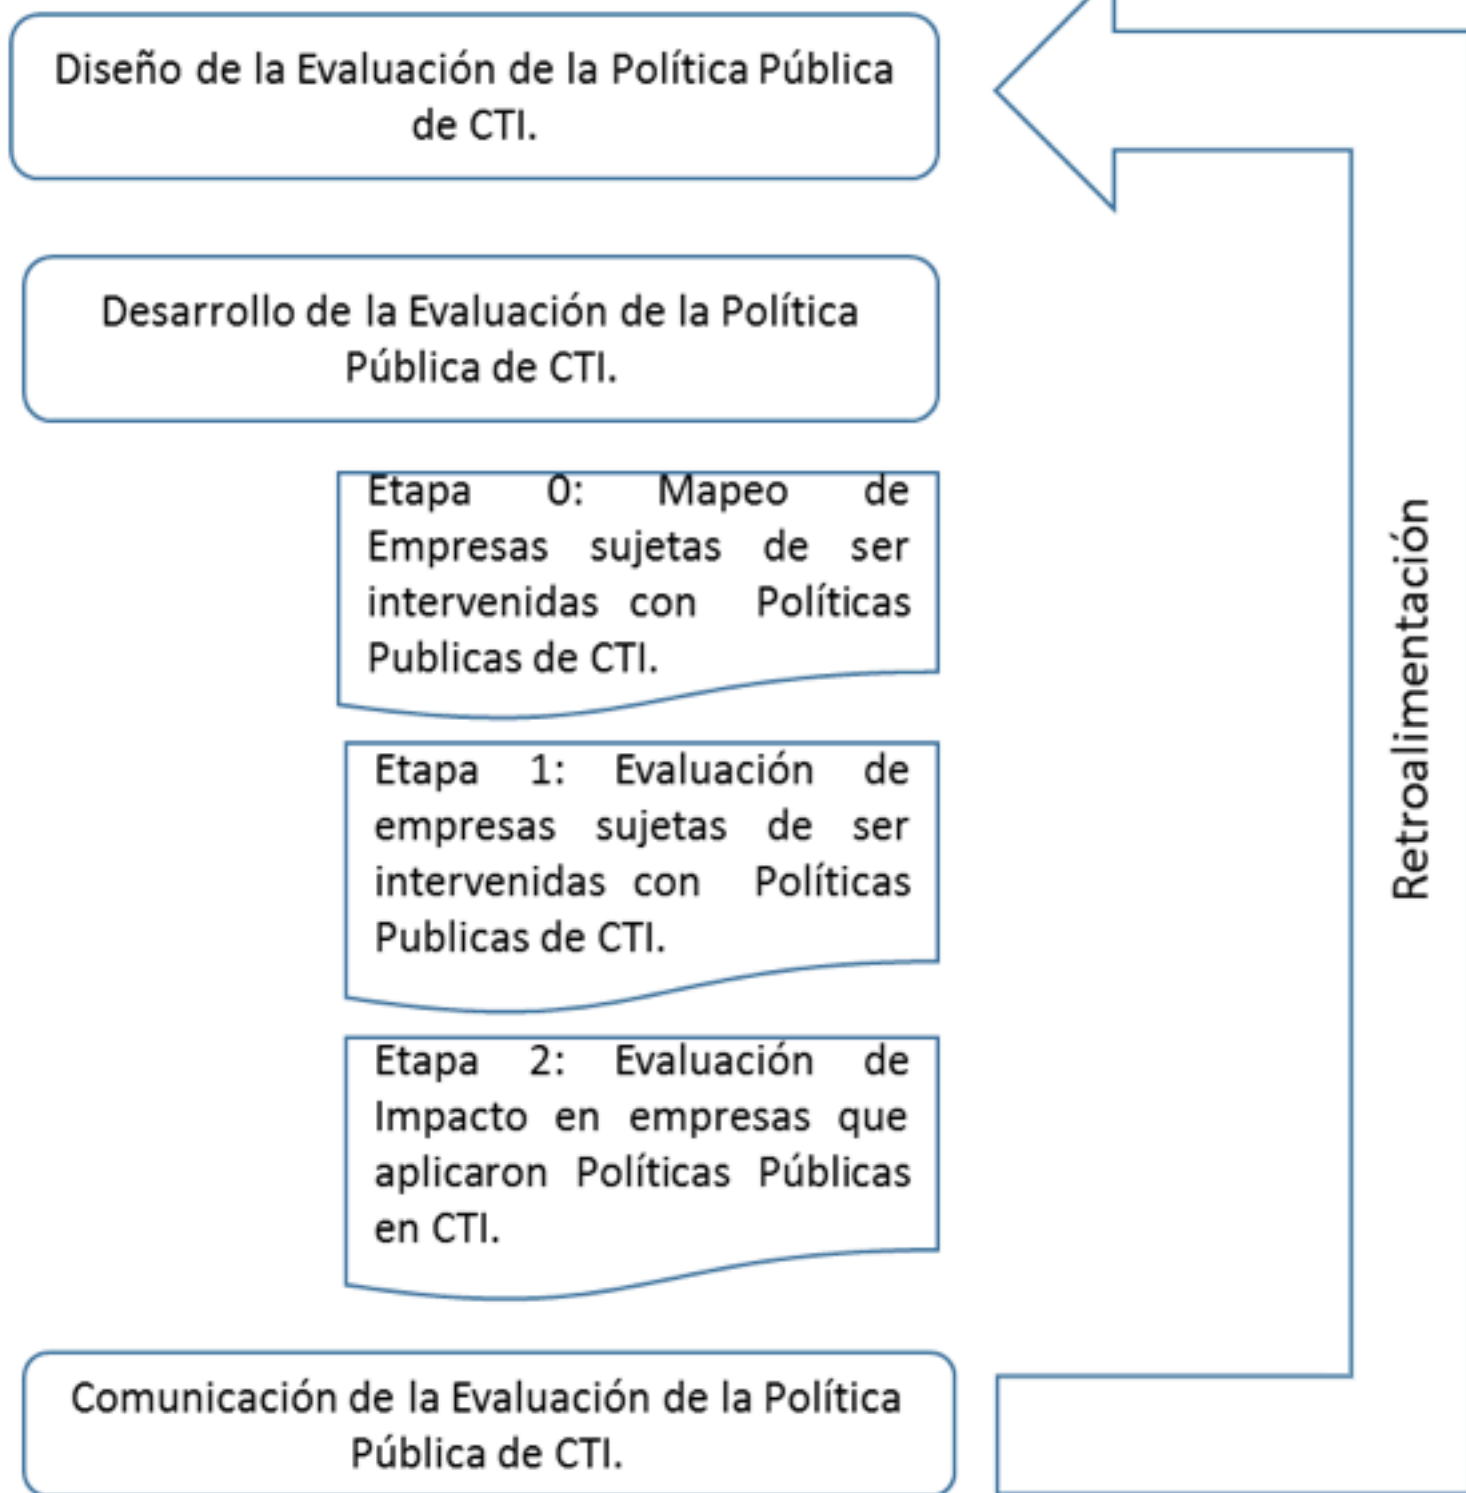 Diseño de la Evaluación de la Política Pública
de CTI.
Desarrollo de la Evaluación de la Política
Pública de CTI.
Etapa 0: Mapeo de
Empresas sujetas de ser
intervenidas con Políticas
Publicas de CTI.
Etapa 1: Evaluación de
empresas sujetas de ser
intervenidas con Políticas
Publicas de CTI.
Etapa 2: Evaluación de
Impacto en empresas que
aplicaron Políticas Públicas
en CTI.
Comunicación de la Evaluación de la Política
Pública de CTI.
Retroalimentación